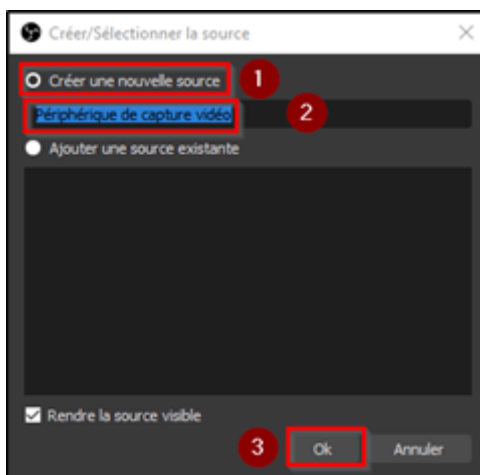 Créer/Sélectionner la source
Créer une nouvelle source 1
Périphérique de capture vidéo 2
Ajouter une source existante
Rendre la source visible
3 Ok Annuler